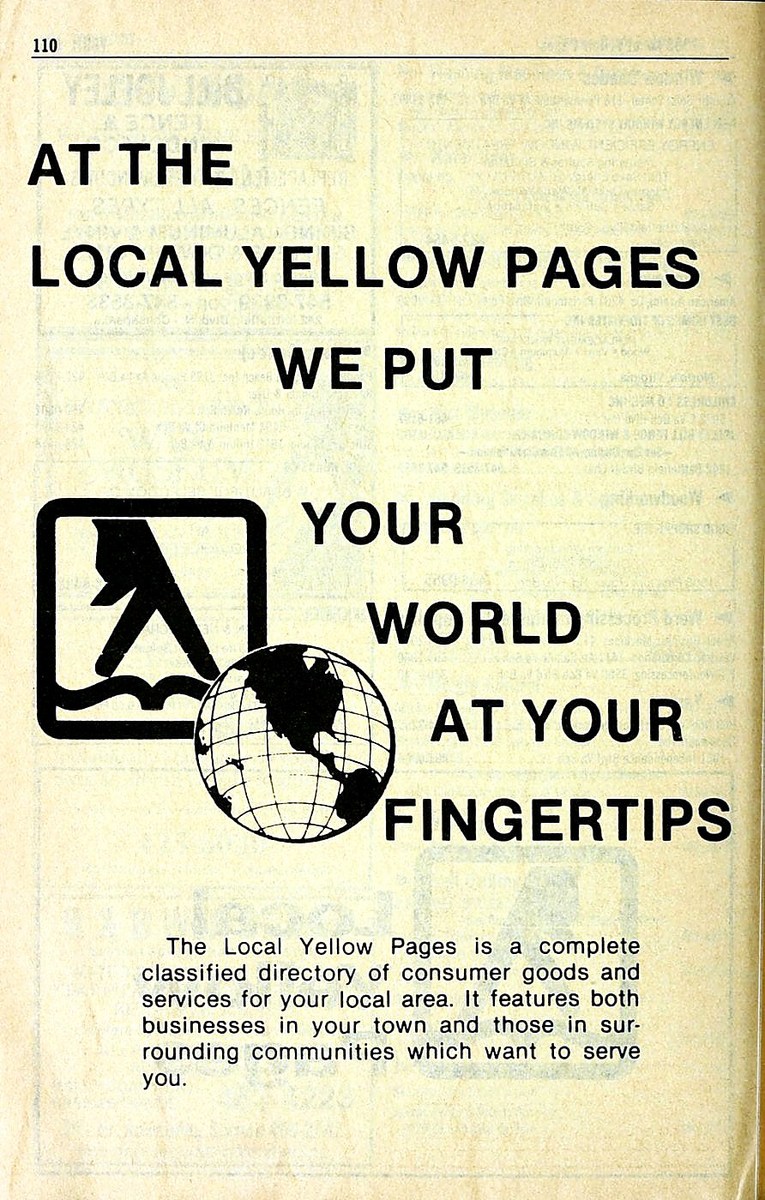 110
AT THE
LOCAL YELLOW PAGES
WE PUT
YOUR
WORLD
AT YOUR
FINGERTIPS
The Local Yellow Pages is a complete
classified directory of consumer goods and
services for your local area. It features both
businesses in your town and those in sur-
rounding communities which want to serve
you.